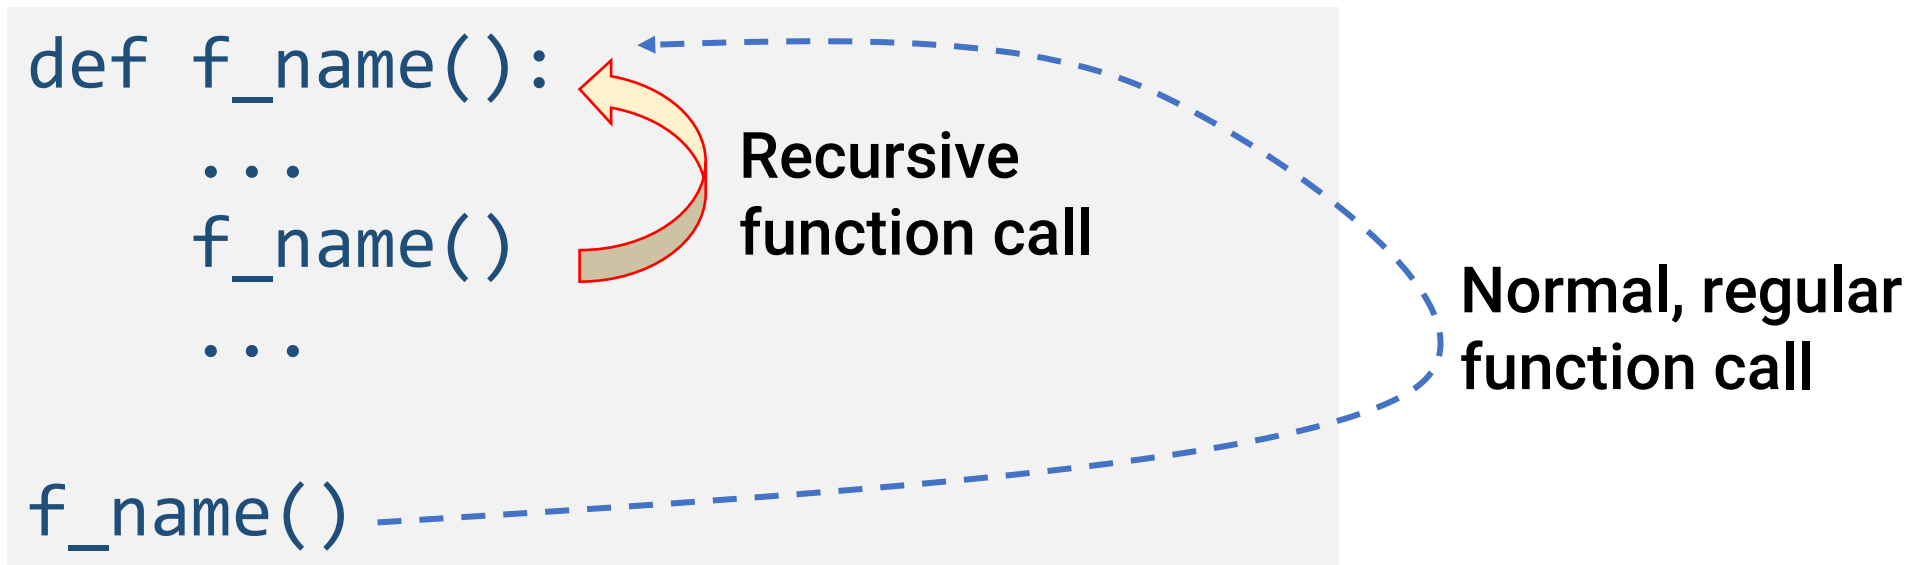 def f_name():
...
Recursive
function call
f_name()
...
Normal, regular
function call
f_name()